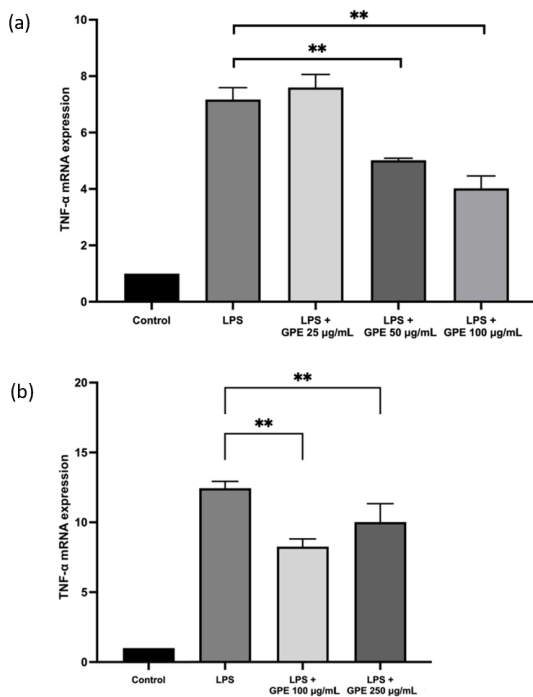 (a)
**
**
10
8
6
4
2
0
TNF-α mRNA expression
Control
LPS
LPS +
GPE 25 μg/mL
LPS +
GPE 50 μg/mL
LPS +
GPE 100 μg/mL
(b)
**
**
20
15
10
5
0
TNF-α mRNA expression
Control
LPS
LPS +
GPE 100 μg/mL
LPS +
GPE 250 μg/mL